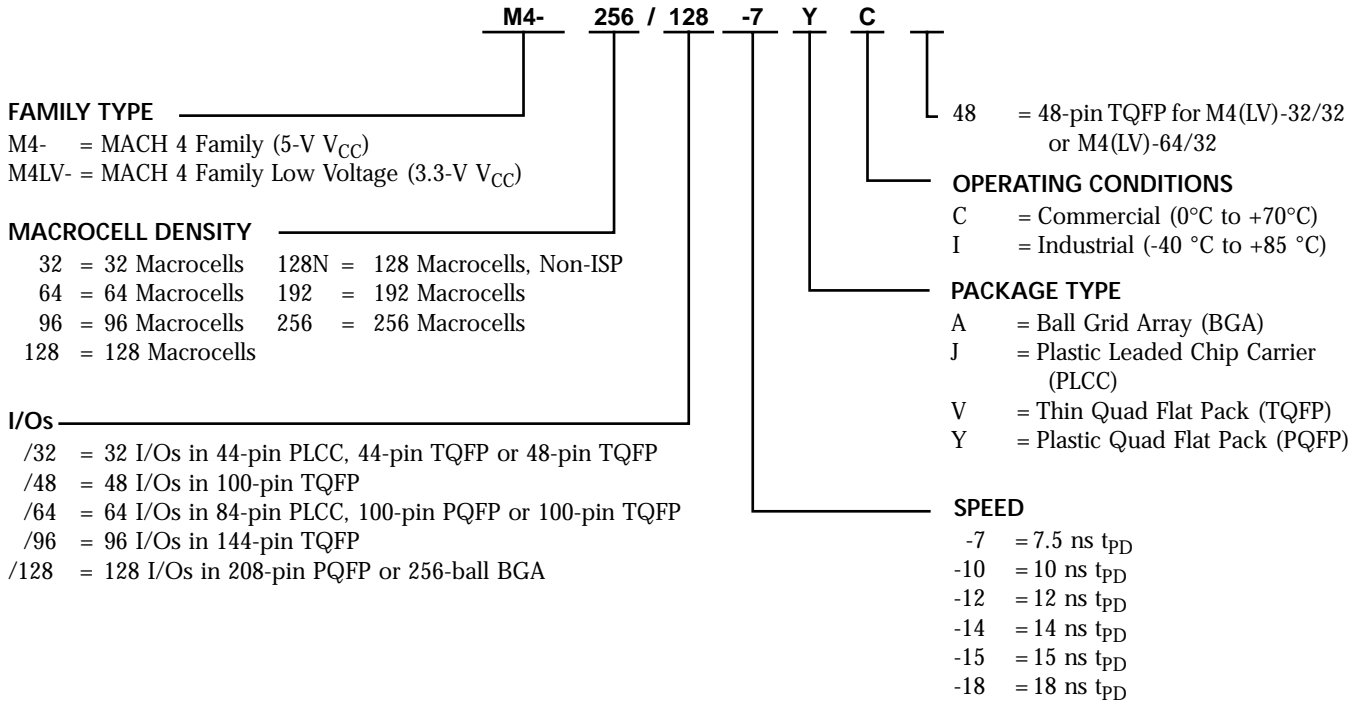 M4- 256 / 128 -7 Y C
FAMILY TYPE
M4- = MACH 4 Family (5-V VCC)
M4LV- = MACH 4 Family Low Voltage (3.3-V VCC)
MACROCELL DENSITY
32 = 32 Macrocells 128N = 128 Macrocells, Non-ISP
64 = 64 Macrocells 192 = 192 Macrocells
96 = 96 Macrocells 256 = 256 Macrocells
128 = 128 Macrocells
I/Os
/32 = 32 I/Os in 44-pin PLCC, 44-pin TQFP or 48-pin TQFP
/48 = 48 I/Os in 100-pin TQFP
/64 = 64 I/Os in 84-pin PLCC, 100-pin PQFP or 100-pin TQFP
/96 = 96 I/Os in 144-pin TQFP
/128 = 128 I/Os in 208-pin PQFP or 256-ball BGA
48 = 48-pin TQFP for M4(LV)-32/32
or M4(LV)-64/32
OPERATING CONDITIONS
C = Commercial (0°C to +70°C)
I = Industrial (-40 °C to +85 °C)
PACKAGE TYPE
A = Ball Grid Array (BGA)
J = Plastic Leaded Chip Carrier
(PLCC)
V = Thin Quad Flat Pack (TQFP)
Y = Plastic Quad Flat Pack (PQFP)
SPEED
-7 = 7.5 ns tPD
-10 = 10 ns tPD
-12 = 12 ns tPD
-14 = 14 ns tPD
-15 = 15 ns tPD
-18 = 18 ns tPD